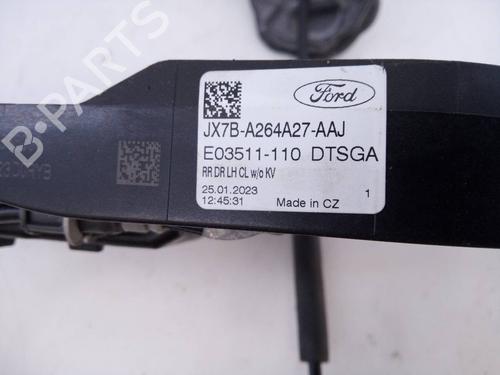 Ford
JX7B-A264A27-AAJ
E03511-110 DTSGA
RR DR LH CL w/o KV
25.01.2023
12:45:31
Made in CZ
1
B-PARTS